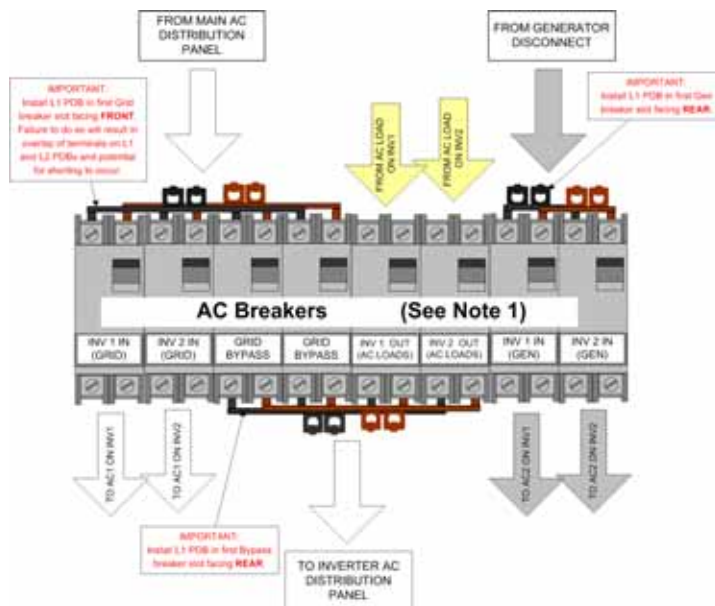 FROM MAIN AC
DISTRIBUTION
PANEL
FROM GENERATOR
DISCONNECT
IMPORTANT:
Install L1 PDB in first Grid
breaker slot facing FRONT.
Failure to do so will result in
overlap of terminals on L1
and L2 PDBs and potential
for shorting to occur.
IMPORTANT:
Install L1 PDB in first Gen
breaker slot facing REAR.
FROM AC LOAD
ON INV1
FROM AC LOAD
ON INV2
AC Breakers (See Note 1)
INV 1 IN
(GRID)
INV 2 IN
(GRID)
GRID
BYPASS
GRID
BYPASS
INV 1 OUT
(AC LOADS)
INV 2 OUT
(AC LOADS)
INV 1 IN
(GEN)
INV 2 IN
(GEN)
TO AC1 ON INV1
TO AC1 ON INV2
TO AC2 ON INV1
TO AC2 ON INV2
IMPORTANT:
Install L1 PDB in first Bypass
breaker slot facing REAR.
TO INVERTER AC
DISTRIBUTION
PANEL